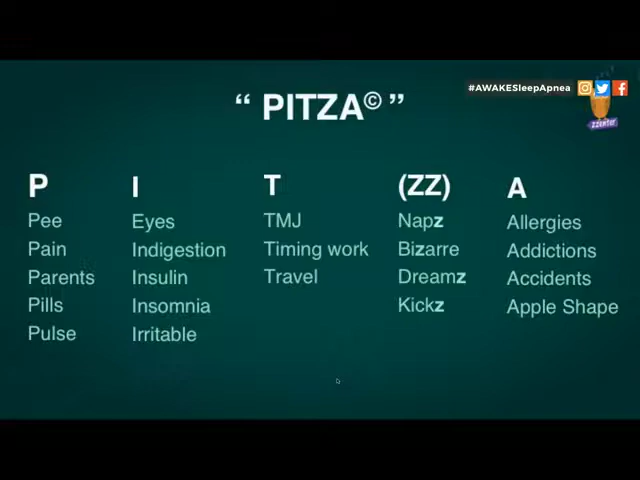 #AWAKESleepApnea
“ PITZA© ”
P
Pee
Pain
Parents
Pills
Pulse
I
Eyes
Indigestion
Insulin
Insomnia
Irritable
T
TMJ
Timing work
Travel
(ZZ)
Napz
Bizarre
Dreamz
Kickz
A
Allergies
Addictions
Accidents
Apple Shape